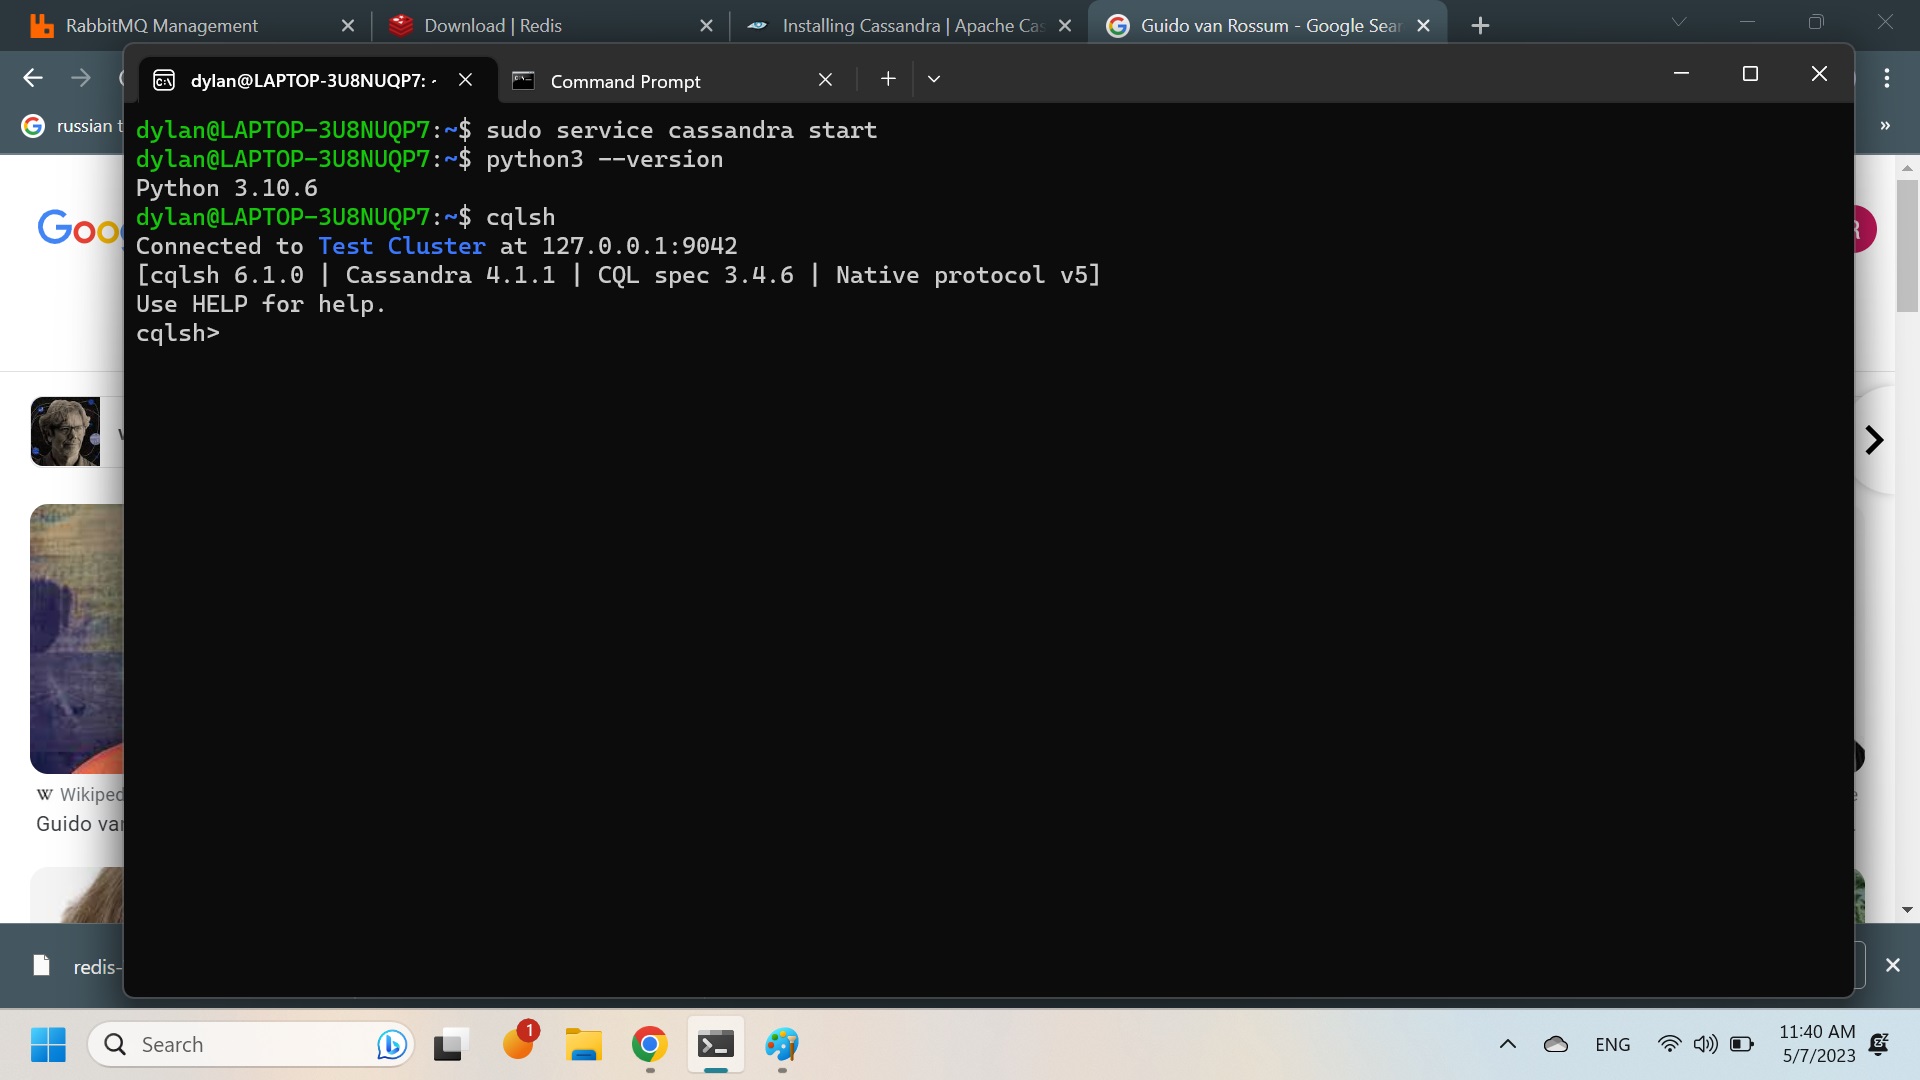 RabbitMQ Management
Download | Redis
Installing Cassandra | Apache Cas
Guido van Rossum - Google Sear
dylan@LAPTOP-3U8NUQP7: ~
Command Prompt
russian t
dylan@LAPTOP-3U8NUQP7:~$ sudo service cassandra start
dylan@LAPTOP-3U8NUQP7:~$ python3 --version
Python 3.10.6
dylan@LAPTOP-3U8NUQP7:~$ cqlsh
Connected to Test Cluster at 127.0.0.1:9042
[cqlsh 6.1.0 | Cassandra 4.1.1 | CQL spec 3.4.6 | Native protocol v5]
Use HELP for help.
cqlsh>
Goo
R
W Wikiped
Guido var
redis-
Search
1
ENG
11:40 AM
5/7/2023